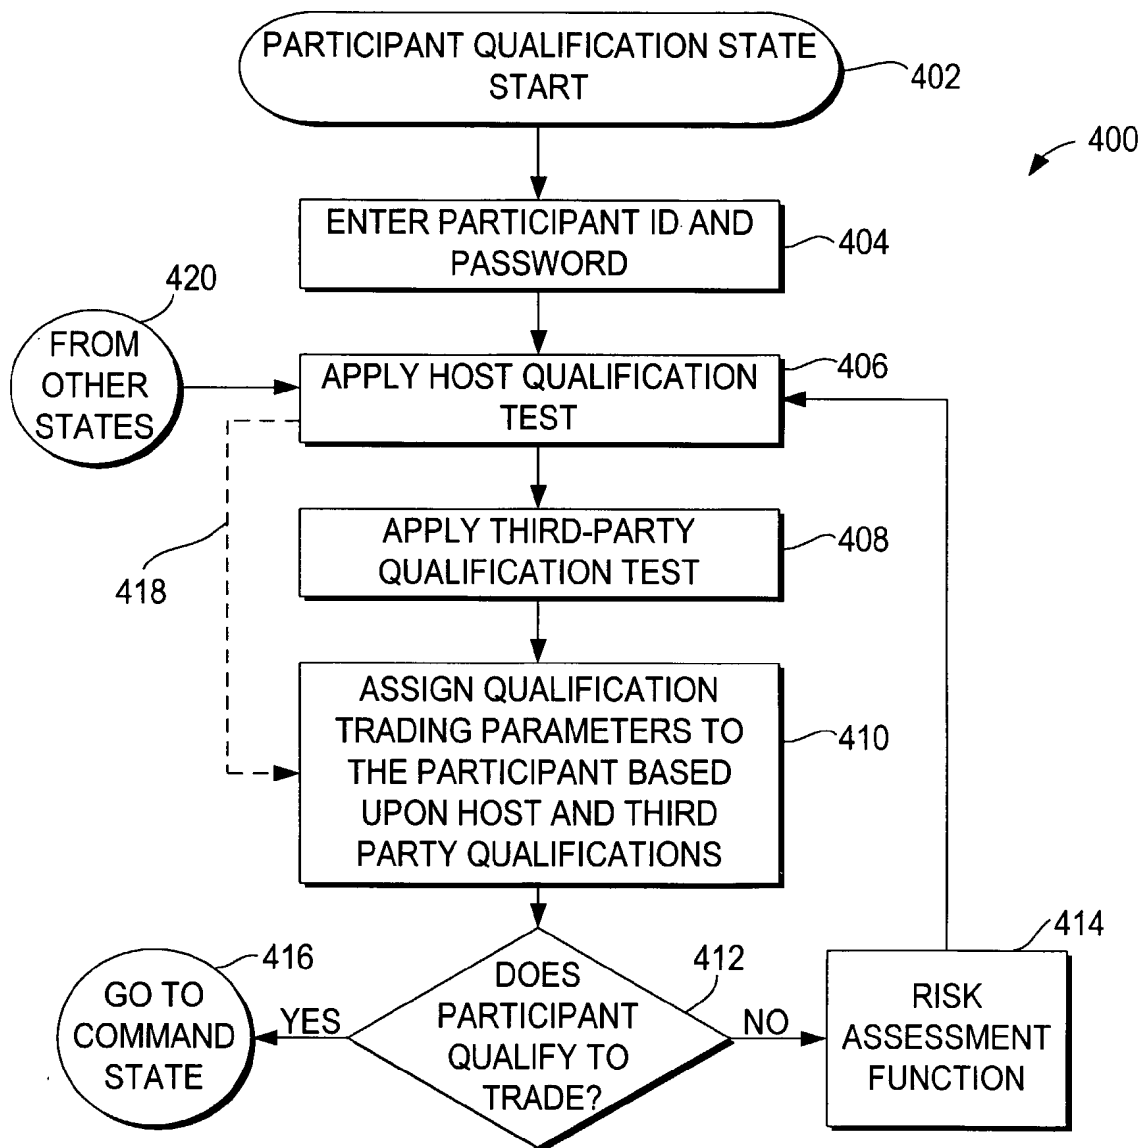 PARTICIPANT QUALIFICATION STATE
START
402
400
ENTER PARTICIPANT ID AND
PASSWORD
404
420
FROM
OTHER
STATES
APPLY HOST QUALIFICATION
TEST
406
APPLY THIRD-PARTY
QUALIFICATION TEST
408
418
ASSIGN QUALIFICATION
TRADING PARAMETERS TO
THE PARTICIPANT BASED
UPON HOST AND THIRD
PARTY QUALIFICATIONS
410
416
GO TO
COMMAND
STATE
YES
DOES
PARTICIPANT
QUALIFY TO
TRADE?
412
NO
414
RISK
ASSESSMENT
FUNCTION